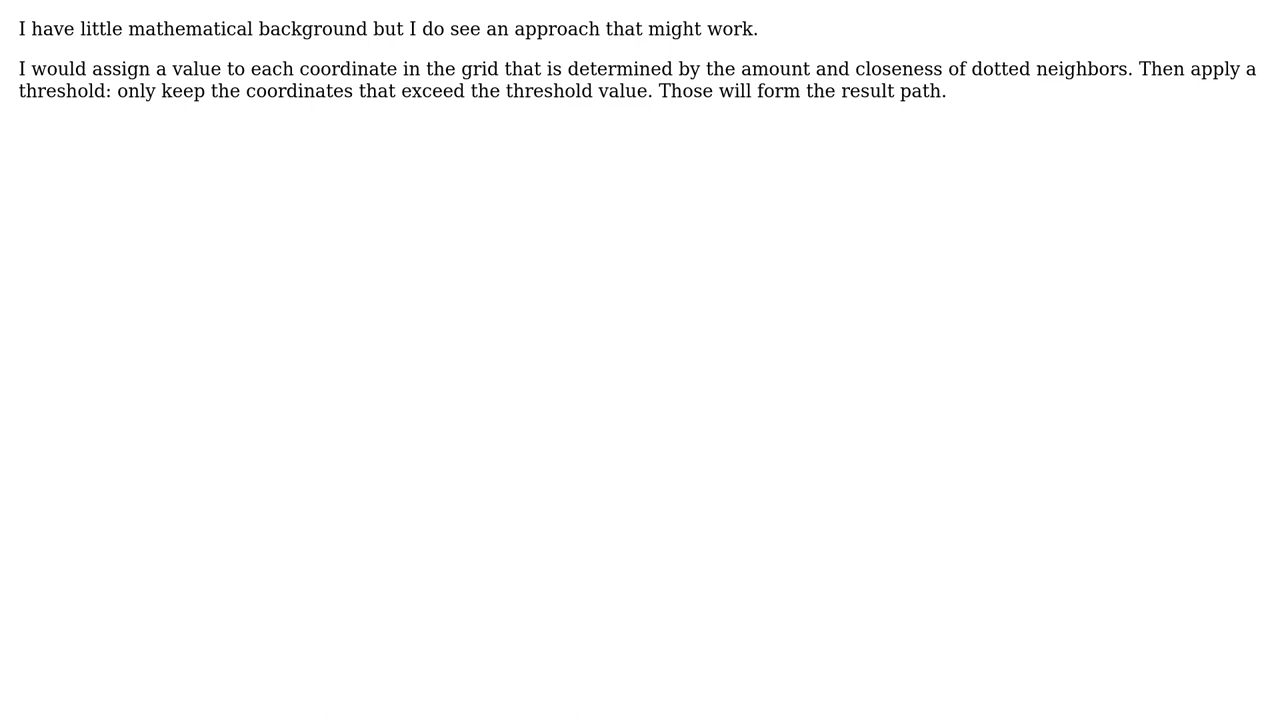 I have little mathematical background but I do see an approach that might work.
I would assign a value to each coordinate in the grid that is determined by the amount and closeness of dotted neighbors. Then apply a
threshold: only keep the coordinates that exceed the threshold value. Those will form the result path.